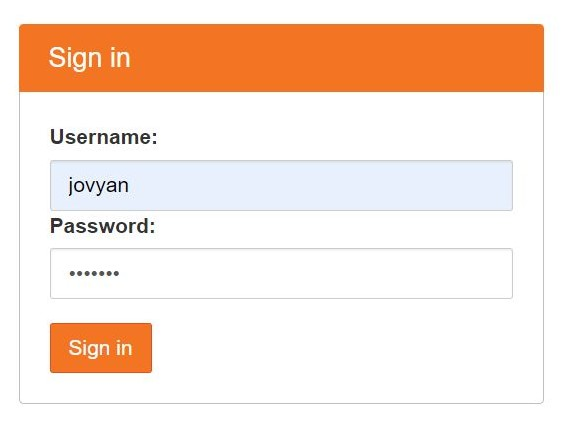 Sign in
Username:
jovyan
Password:
•••••••
Sign in